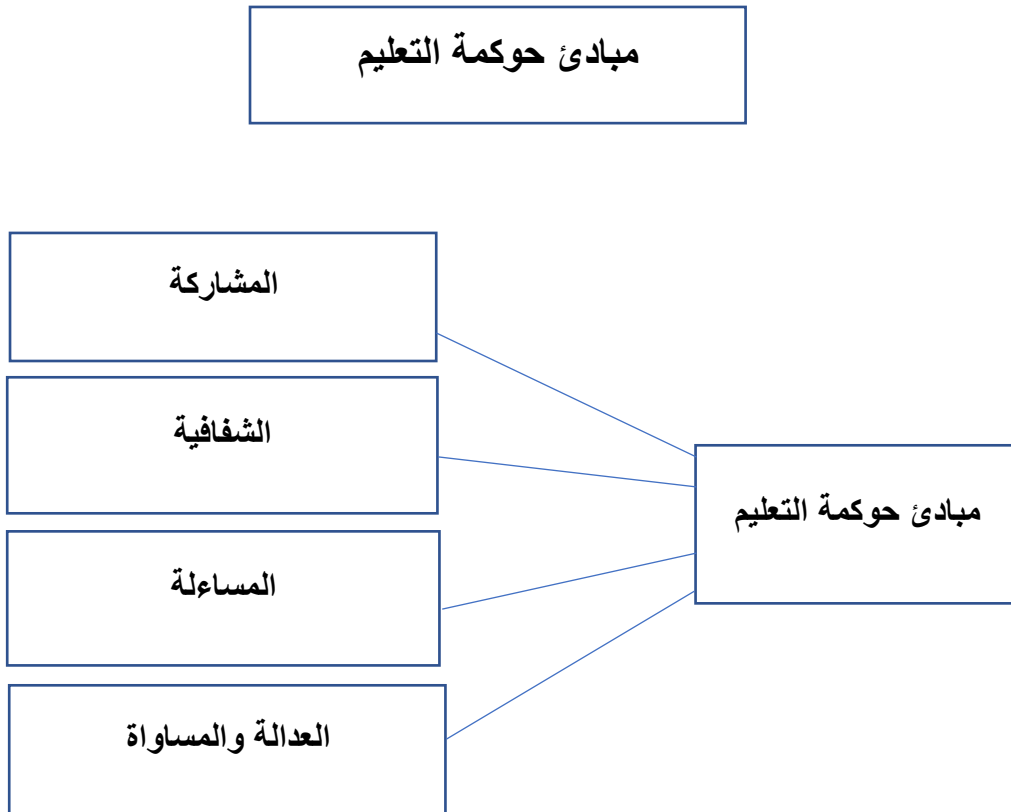 مبادئ حوكمة التعليم
المشاركة
الشفافية
مبادئ حوكمة التعليم
المساءلة
العدالة والمساواة